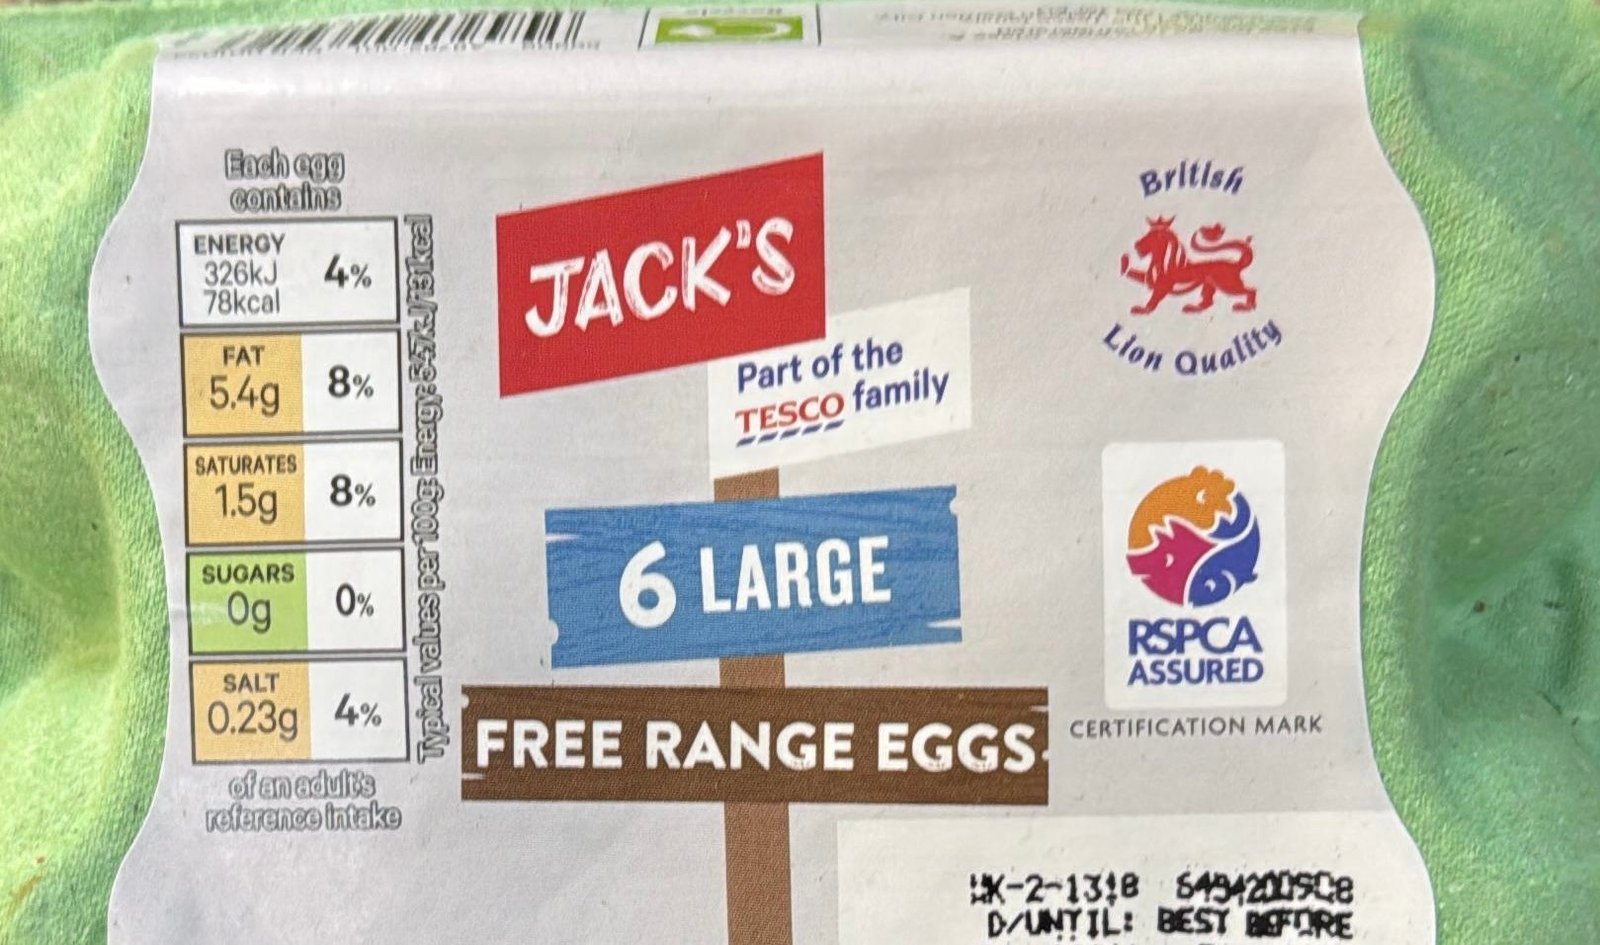 Each egg
contains
ENERGY
326kJ
78kcal
4%
FAT
5.4g
8%
SATURATES
1.5g
8%
SUGARS
0g
0%
SALT
0.23g
4%
of an adult's
reference intake
Typical values per 100g: Energy: 547kJ/131kcal
JACK'S
Part of the
TESCO family
6 LARGE
FREE RANGE EGGS
British
Lion Quality
RSPCA
ASSURED
CERTIFICATION MARK
D/UNTIL: BEST BEFORE